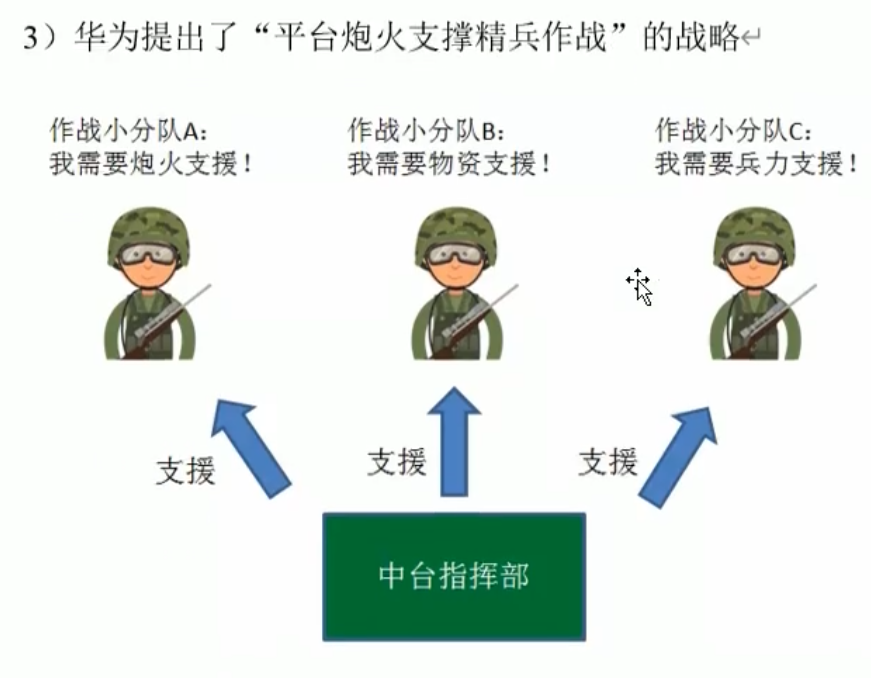 3）华为提出了“平台炮火支撑精兵作战”的战略↵
作战小分队A：
我需要炮火支援！
作战小分队B：
我需要物资支援！
作战小分队C：
我需要兵力支援！
支援
支援
支援
中台指挥部